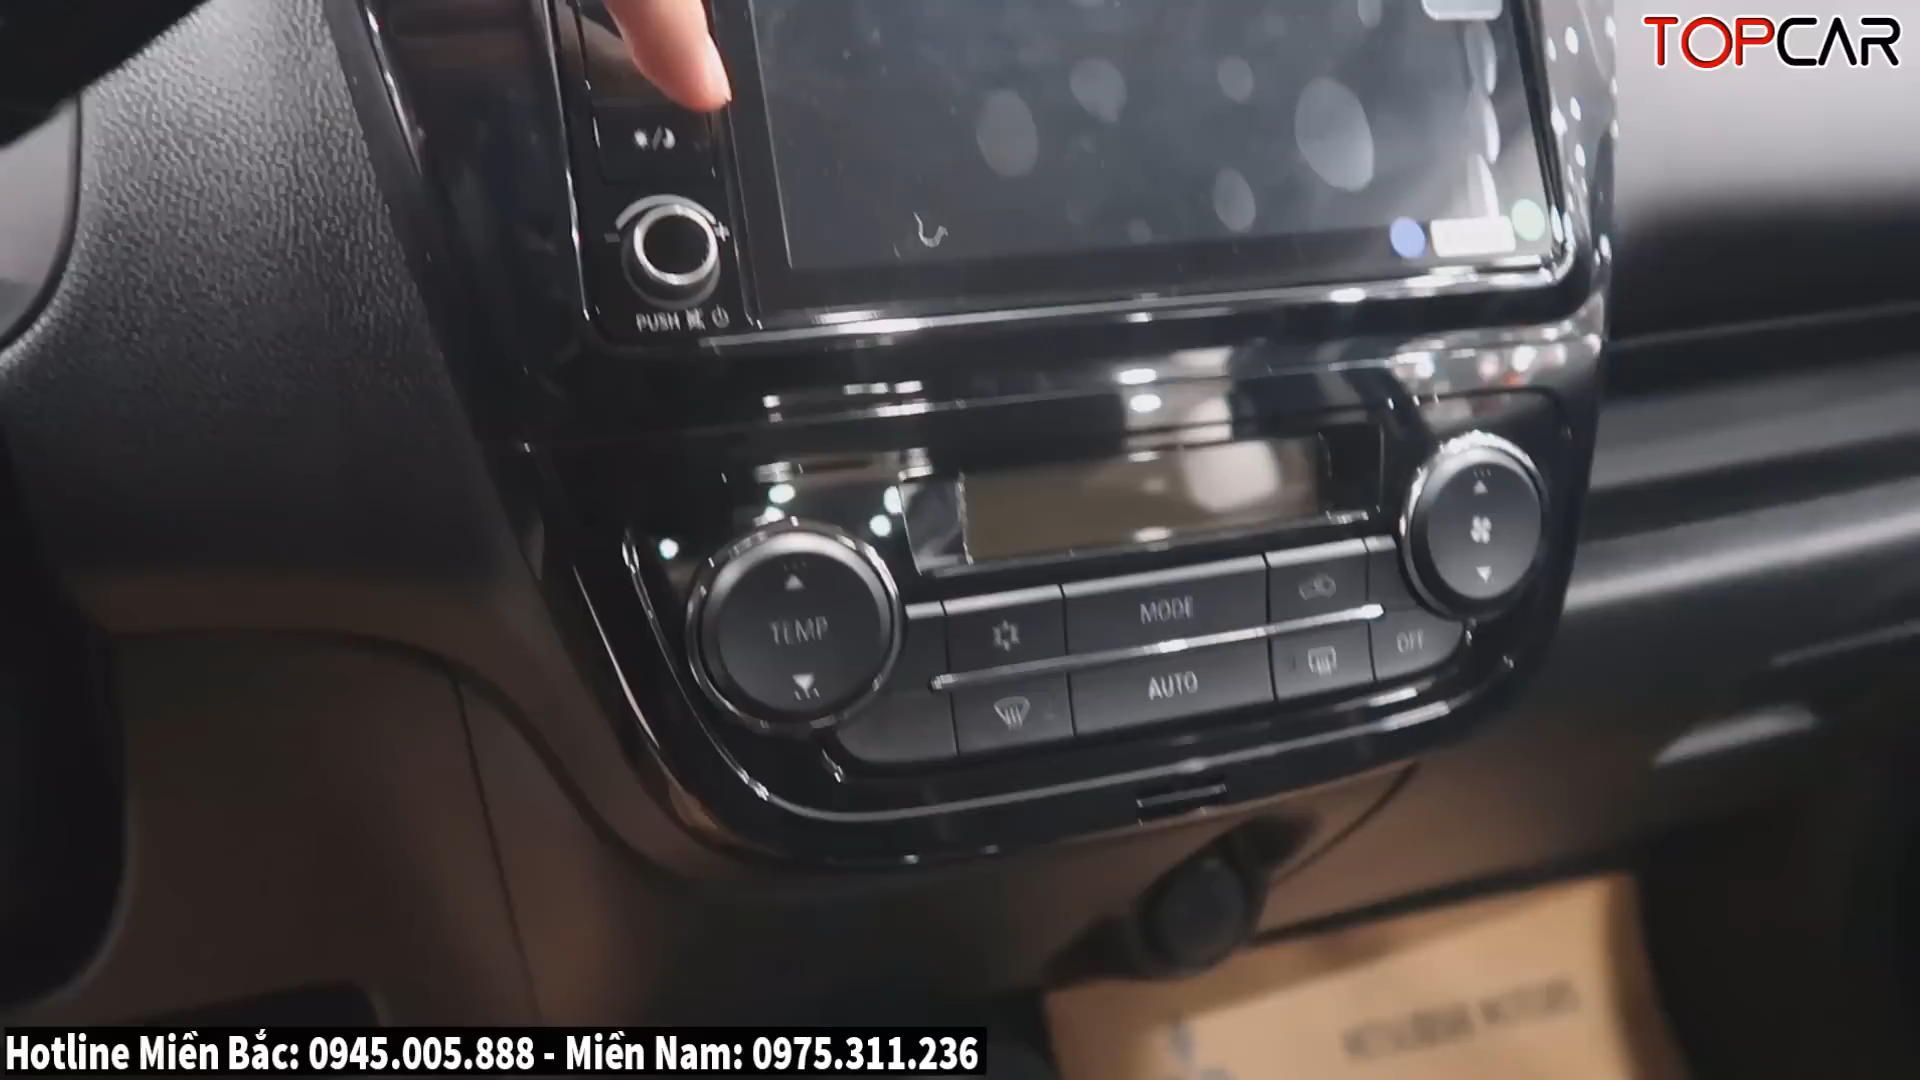 TOPCAR
- +
PUSH
TEMP
MODE
AUTO
OFF
Hotline Miền Bắc: 0945.005.888 - Miền Nam: 0975.311.236